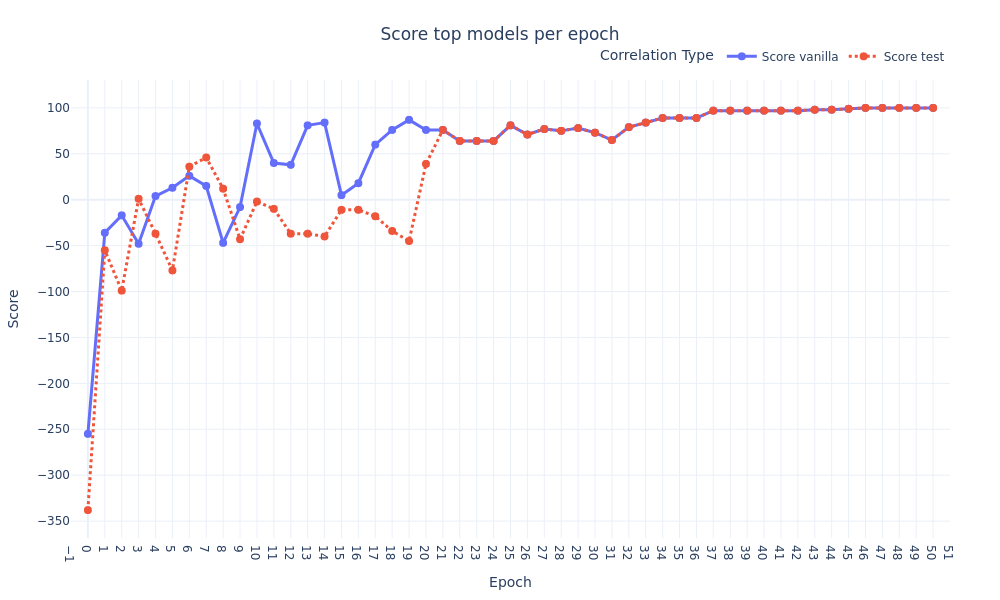 Score top models per epoch
Correlation Type Score vanilla Score test
100
50
0
−50
−100
−150
−200
−250
−300
−350
Score
−1 0 1 2 3 4 5 6 7 8 9 10 11 12 13 14 15 16 17 18 19 20 21 22 23 24 25 26 27 28 29 30 31 32 33 34 35 36 37 38 39 40 41 42 43 44 45 46 47 48 49 50 51
Epoch